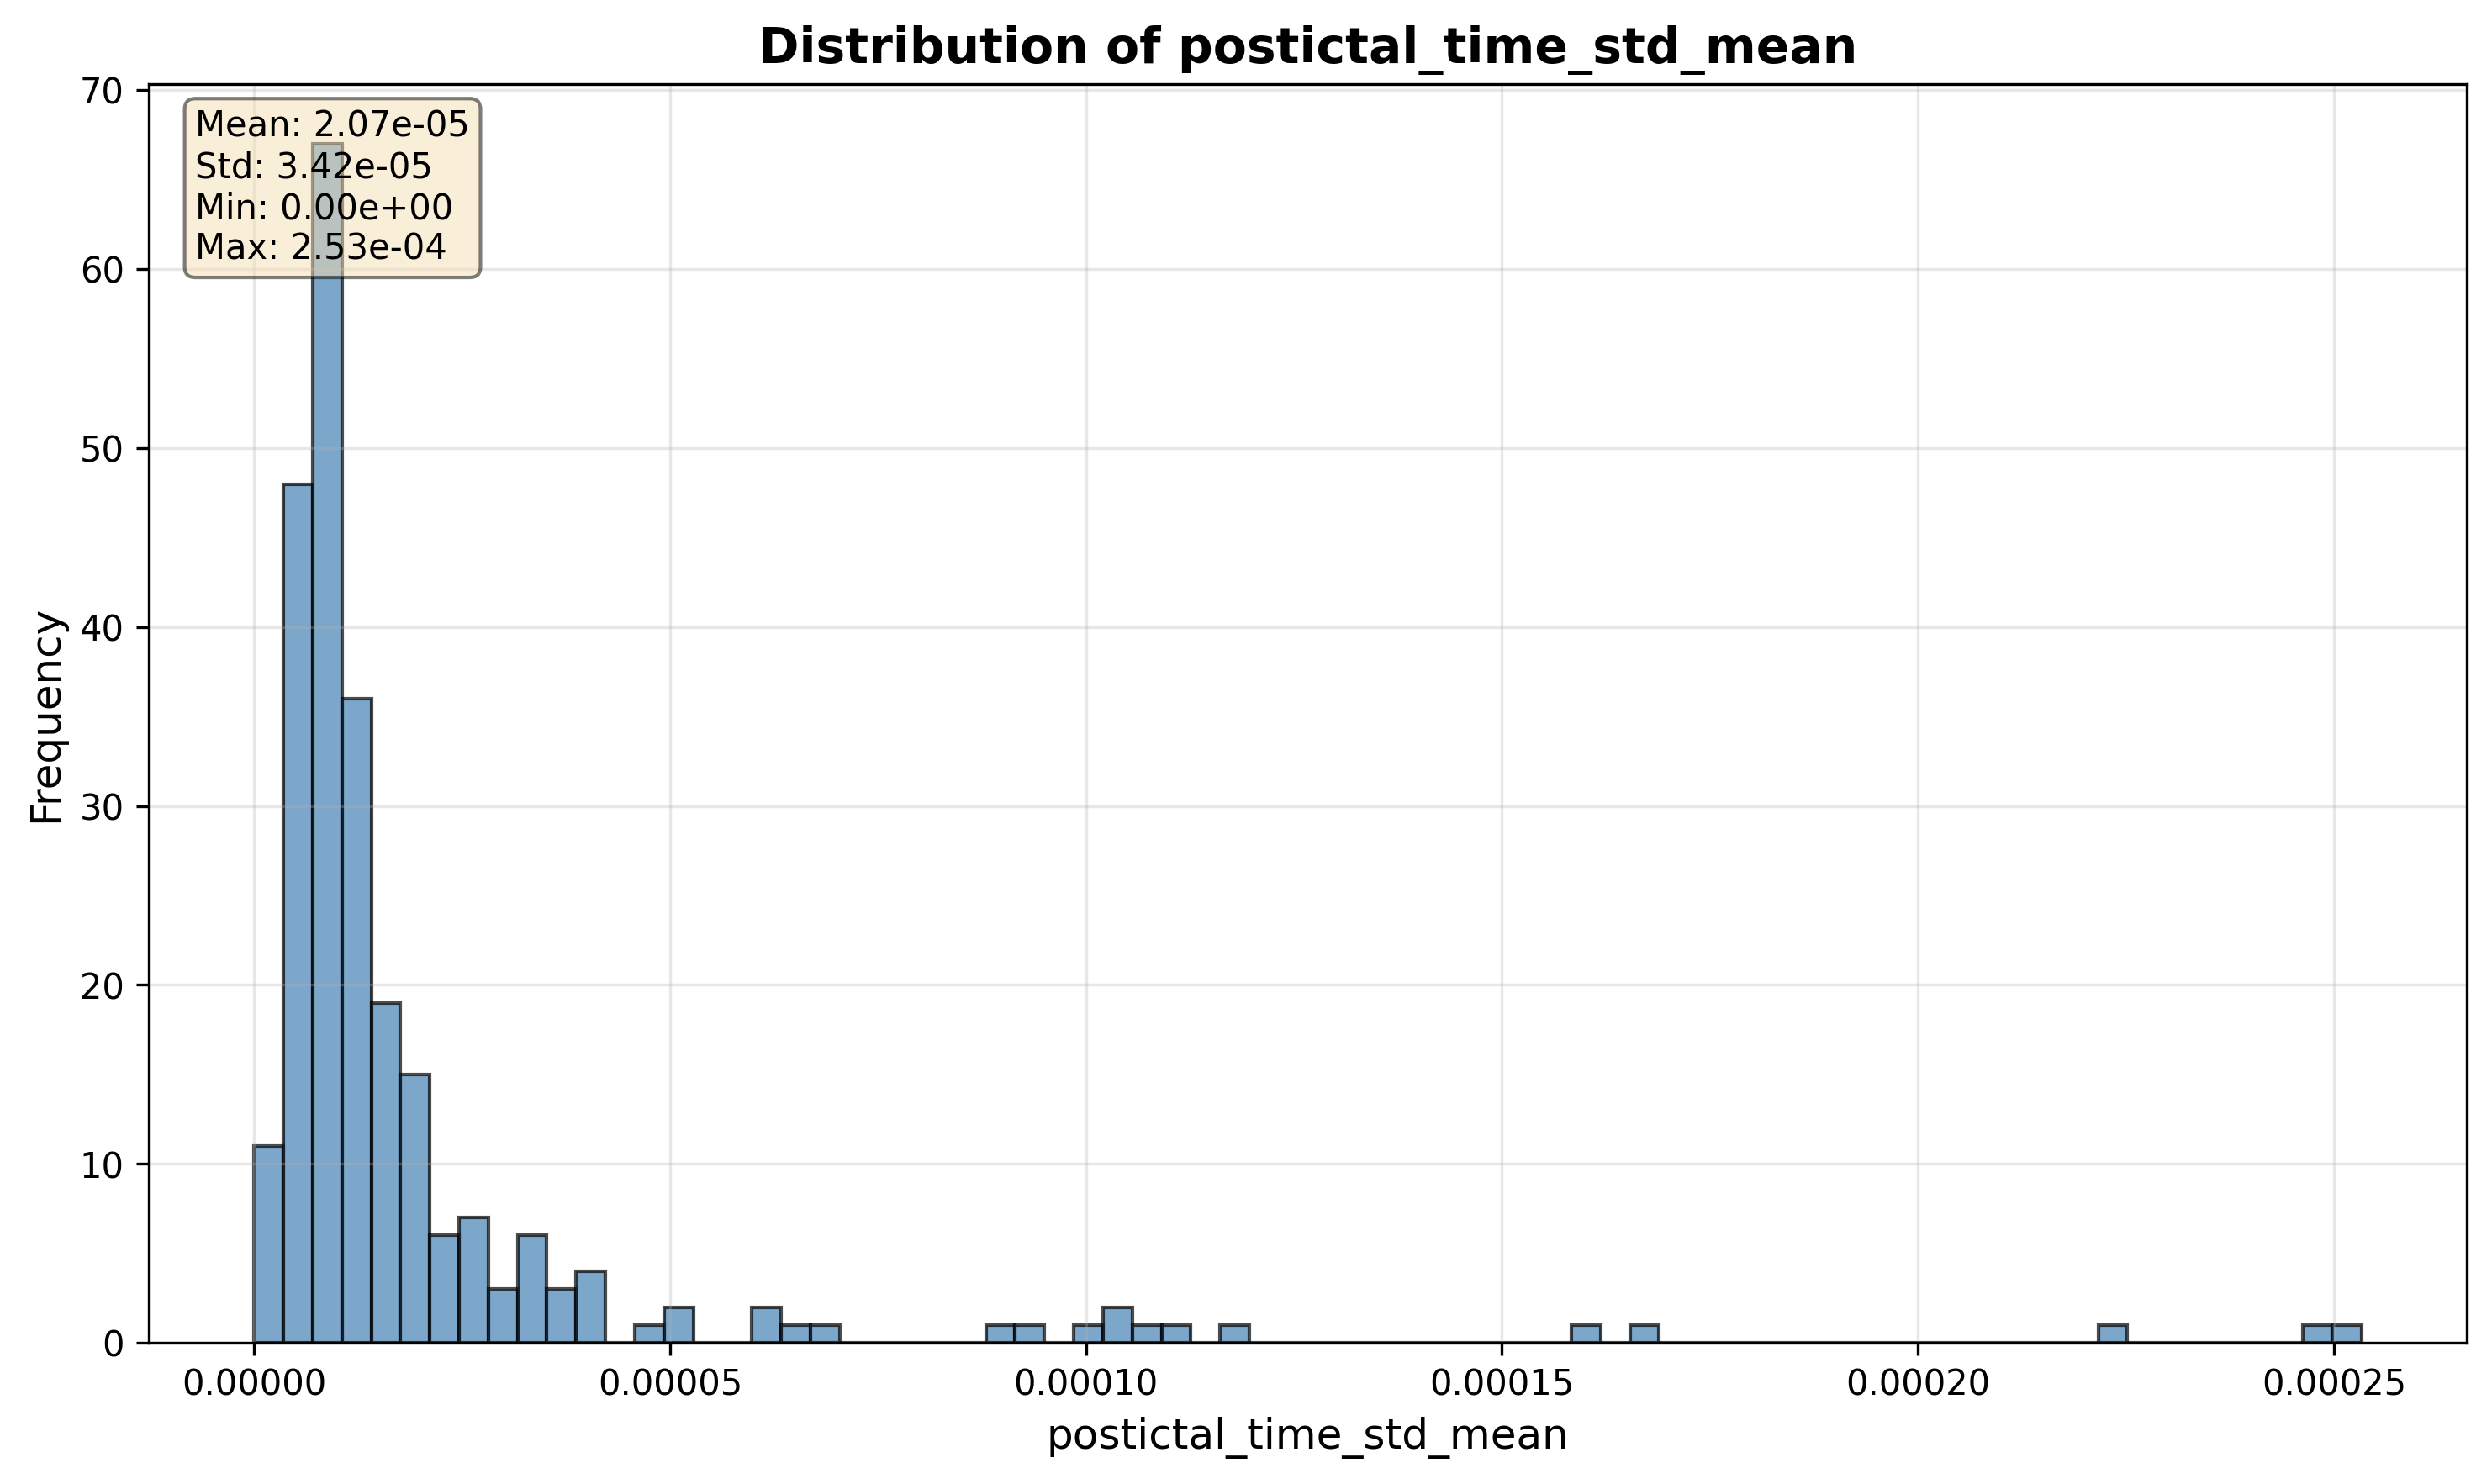 Distribution of postictal_time_std_mean
70
60
50
40
30
20
10
0
Frequency
Mean: 2.07e-05
Std: 3.42e-05
Min: 0.00e+00
Max: 2.53e-04
0.00000 0.00005 0.00010 0.00015 0.00020 0.00025
postictal_time_std_mean